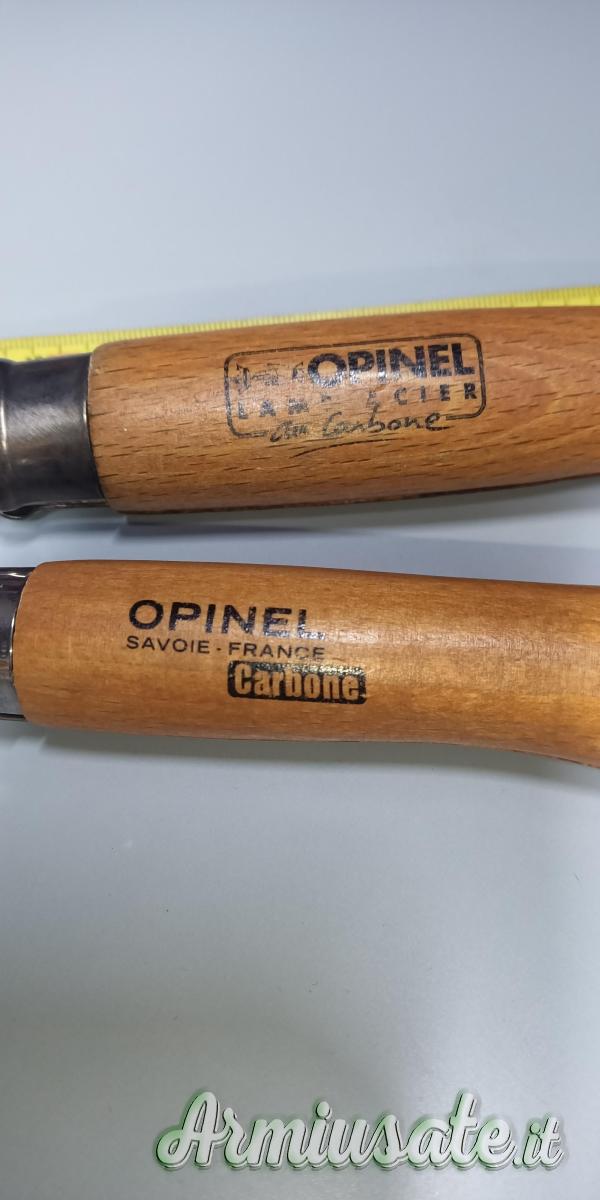 OPINEL
au Carbone
OPINEL
SAVOIE - FRANCE
Carbone
Armiusate.it